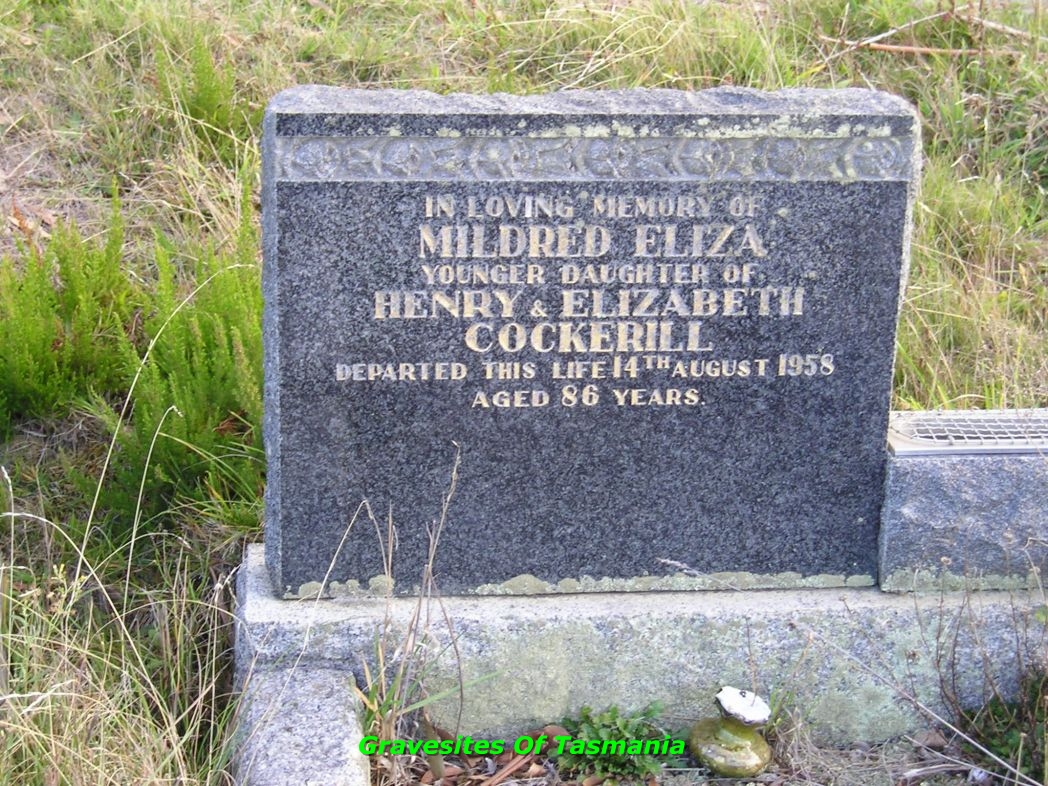 IN LOVING MEMORY OF
MILDRED ELIZA
YOUNGER DAUGHTER OF
HENRY & ELIZABETH
COCKERILL
DEPARTED THIS LIFE 14TH AUGUST 1958
AGED 86 YEARS.
Gravesites Of Tasmania